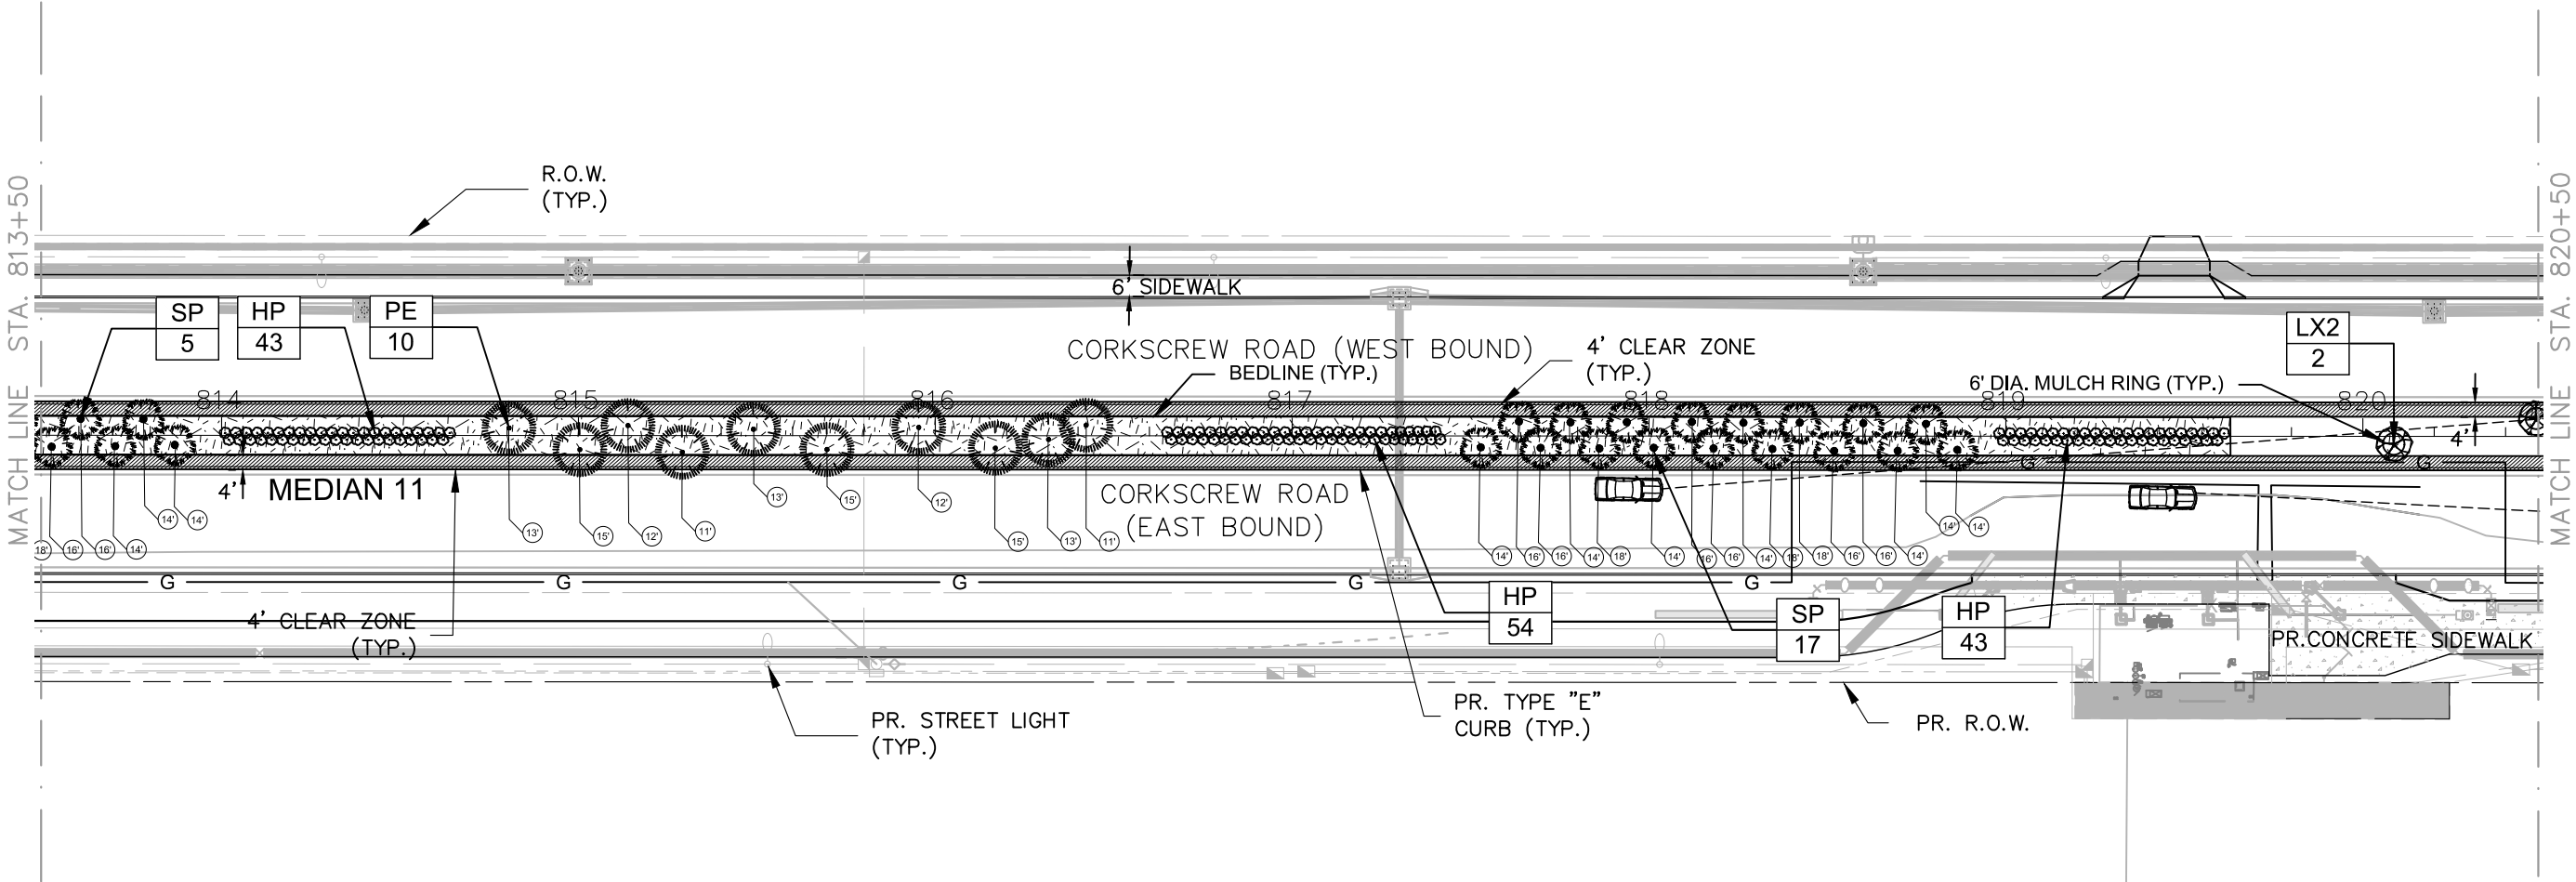 R.O.W.
(TYP.)
MATCH LINE STA. 813+50
MATCH LINE STA. 820+50
6' SIDEWALK
SP
5
HP
43
PE
10
LX2
2
CORKSCREW ROAD (WEST BOUND)
4' CLEAR ZONE
(TYP.)
BEDLINE (TYP.)
6' DIA. MULCH RING (TYP.)
814
815
816
817
818
819
820
4'
MEDIAN 11
4'
CORKSCREW ROAD
(EAST BOUND)
G
G
18'
16'
16'
14'
14'
14'
13'
15'
12'
11'
13'
15'
12'
15'
13'
11'
14'
16'
16'
14'
18'
14'
16'
16'
14'
18'
18'
16'
16'
14'
14'
14'
G
G
G
G
G
4' CLEAR ZONE
(TYP.)
HP
54
SP
17
HP
43
PR.CONCRETE SIDEWALK
PR. STREET LIGHT
(TYP.)
PR. TYPE "E"
CURB (TYP.)
PR. R.O.W.